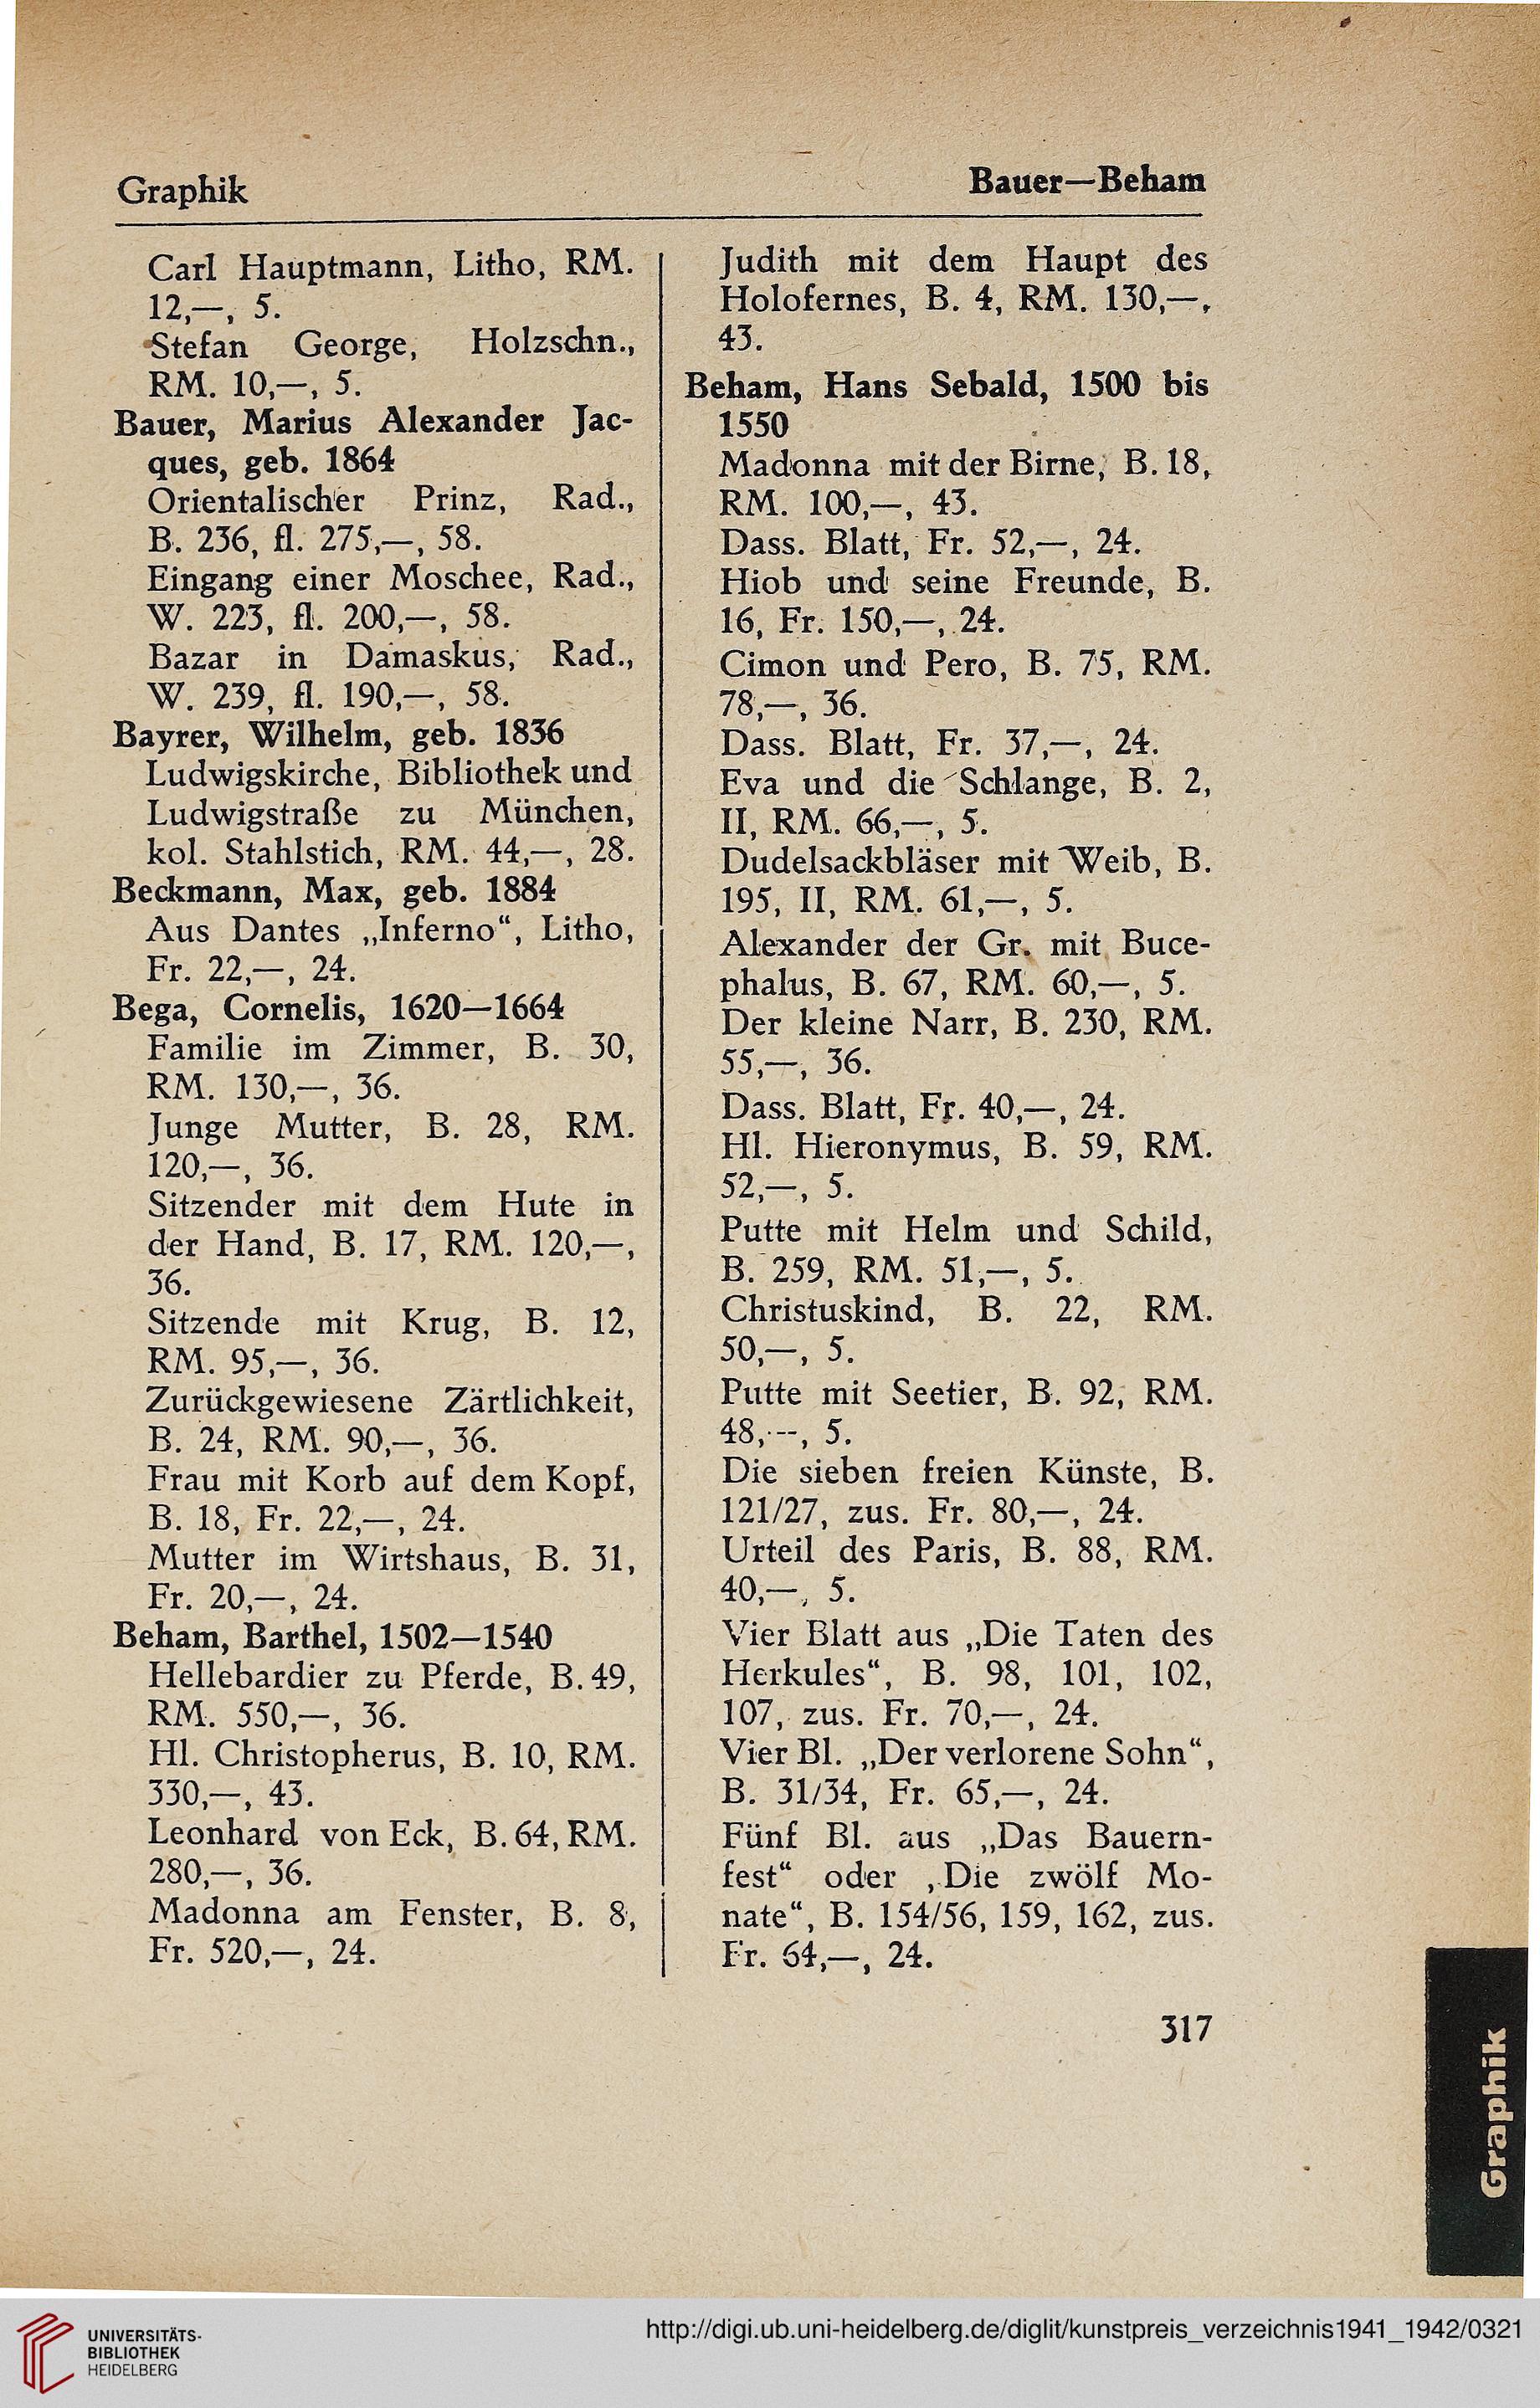 Graphik
Bauer—Beham
Carl Hauptmann, Litho, RM.
12,—, 5.
Stefan George, Holzschn.,
RM. 10,—, 5.
Bauer, Marius Alexander Jac-
ques, geb. 1864
Orientalischer Prinz, Rad.,
B. 236, fl. 275,—, 58.
Eingang einer Moschee, Rad.,
W. 223, fl. 200,—, 58.
Bazar in Damaskus, Rad.,
W. 239, fl. 190,—, 58.
Bayrer, Wilhelm, geb. 1836
Ludwigskirche, Bibliothek und
Ludwigstraße zu München,
kol. Stahlstich, RM. 44,—, 28.
Beckmann, Max, geb. 1884
Aus Dantes „Inferno“, Litho,
Fr. 22,—, 24.
Bega, Cornelis, 1620—1664
Familie im Zimmer, B. 30,
RM. 130,—, 36.
Junge Mutter, B. 28, RM.
120,—, 36.
Sitzender mit dem Hute in
der Hand, B. 17, RM. 120,—,
36.
Sitzende mit Krug, B. 12,
RM. 95,—, 36.
Zurückgewiesene Zärtlichkeit,
B. 24, RM. 90,—, 36.
Frau mit Korb auf dem Kopf,
B. 18, Fr. 22,—, 24.
Mutter im Wirtshaus, B. 31,
Fr. 20,—, 24.
Beham, Barthel, 1502—1540
Hellebardier zu Pferde, B. 49,
RM. 550,—, 36.
Hl. Christopherus, B. 10, RM.
330,—, 43.
Leonhard von Eck, B. 64, RM.
280,—, 36.
Madonna am Fenster, B. 8,
Fr. 520,—, 24.
Judith mit dem Haupt des
Holofernes, B. 4, RM. 130,—,
43.
Beham, Hans Sebald, 1500 bis
1550
Madonna mit der Birne, B. 18,
RM. 100,—, 43.
Dass. Blatt, Fr. 52,—, 24.
Hiob und seine Freunde, B.
16, Fr. 150,—, 24.
Cimon und Pero, B. 75, RM.
78,—, 36.
Dass. Blatt, Fr. 37,—, 24.
Eva und die Schlange, B. 2,
II, RM. 66,—, 5.
Dudelsackbläser mit Weib, B.
195, II, RM. 61,—, 5.
Alexander der Gr. mit Buce-
phalus, B. 67, RM. 60,—, 5.
Der kleine Narr, B. 230, RM.
55,—, 36.
Dass. Blatt, Fr. 40,—, 24.
Hl. Hieronymus, B. 59, RM.
52,—, 5.
Putte mit Helm und Schild,
B. 259, RM. 51,—, 5.
Christuskind, B. 22, RM.
50,—, 5.
Putte mit Seetier, B. 92, RM.
48,--, 5.
Die sieben freien Künste, B.
121/27, zus. Fr. 80,—, 24.
Urteil des Paris, B. 88, RM.
40,—, 5.
Vier Blatt aus „Die Taten des
Herkules“, B. 98, 101, 102,
107, zus. Fr. 70,—, 24.
Vier Bl. „Der verlorene Sohn“,
B. 31/34, Fr. 65,—, 24.
Fünf Bl. aus „Das Bauern-
fest“ oder „Die zwölf Mo-
nate“, B. 154/56, 159, 162, zus.
Fr. 64,—, 24.
317
Graphik
UNIVERSITÄTS-
BIBLIOTHEK
HEIDELBERG
http://digi.ub.uni-heidelberg.de/diglit/kunstpreis_verzeichnis1941_1942/0321